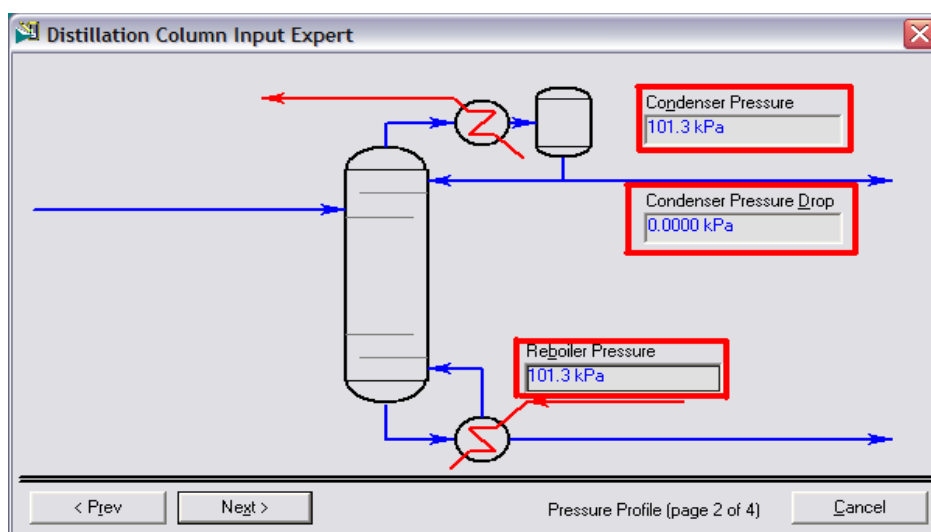 Distillation Column Input Expert
Condenser Pressure
101.3 kPa
Condenser Pressure Drop
0.0000 kPa
Reboiler Pressure
101.3 kPa
< Prev
Next >
Pressure Profile (page 2 of 4)
Cancel